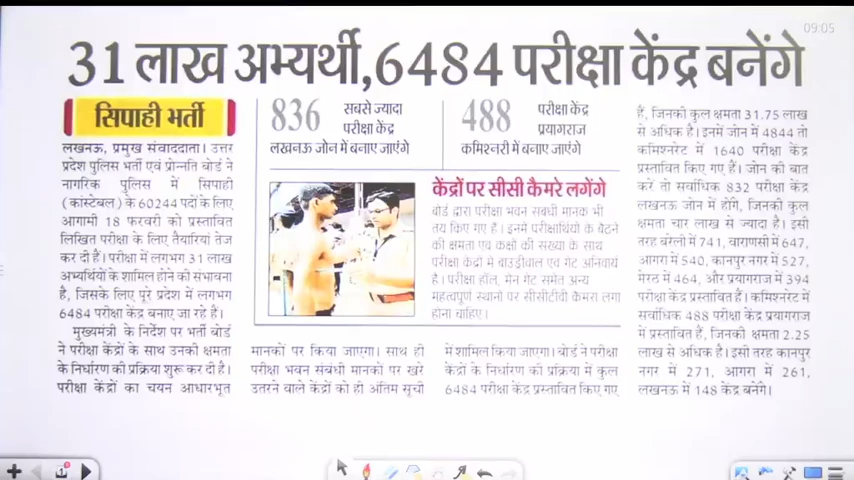 09:05
31 लाख अभ्यर्थी, 6484 परीक्षा केंद्र बनेंगे
सिपाही भर्ती
लखनऊ, प्रमुख संवाददाता। उत्तर
प्रदेश पुलिस भर्ती एवं प्रोन्नति बोर्ड ने
नागरिक पुलिस में सिपाही
(कांस्टेबल) के 60244 पदों के लिए
आगामी 18 फरवरी को प्रस्तावित
लिखित परीक्षा के लिए तैयारियां तेज
कर दी हैं। परीक्षा में लगभग 31 लाख
अभ्यर्थियों के शामिल होने की संभावना
है, जिसके लिए पूरे प्रदेश में लगभग
6484 परीक्षा केंद्र बनाए जा रहे हैं।
मुख्यमंत्री के निर्देश पर भर्ती बोर्ड
ने परीक्षा केंद्रों के साथ उनकी क्षमता
के निर्धारण की प्रक्रिया शुरू कर दी है।
परीक्षा केंद्रों का चयन आधारभूत
836 सबसे ज्यादा
परीक्षा केंद्र
लखनऊ जोन में बनाए जाएंगे
488 परीक्षा केंद्र
प्रयागराज
कमिश्नरी में बनाए जाएंगे
केंद्रों पर सीसी कैमरे लगेंगे
बोर्ड द्वारा परीक्षा भवन संबंधी मानक भी
तय किए गए हैं। इनमें परीक्षार्थियों के बैठने
की क्षमता एवं कक्षों की संख्या के साथ
परीक्षा केंद्रों में बाउंड्रीवाल एवं गेट अनिवार्य
है। परीक्षा हॉल, मेन गेट समेत अन्य
महत्वपूर्ण स्थानों पर सीसीटीवी कैमरा लगा
होना चाहिए।
मानकों पर किया जाएगा। साथ ही
परीक्षा भवन संबंधी मानकों पर खरे
उतरने वाले केंद्रों को ही अंतिम सूची
में शामिल किया जाएगा। बोर्ड ने परीक्षा
केंद्रों के निर्धारण की प्रक्रिया में कुल
6484 परीक्षा केंद्र प्रस्तावित किए गए
हैं, जिनकी कुल क्षमता 31.75 लाख
से अधिक है। इनमें जोन में 4844 तो
कमिश्नरेट में 1640 परीक्षा केंद्र
प्रस्तावित किए गए हैं। जोन की बात
करें तो सर्वाधिक 832 परीक्षा केंद्र
लखनऊ जोन में होंगे, जिनकी कुल
क्षमता चार लाख से ज्यादा है। इसी
तरह बरेली में 741, वाराणसी में 647,
आगरा में 540, कानपुर नगर में 527,
मेरठ में 464, और प्रयागराज में 394
परीक्षा केंद्र प्रस्तावित हैं। कमिश्नरेट में
सर्वाधिक 488 परीक्षा केंद्र प्रयागराज
में प्रस्तावित हैं, जिनकी क्षमता 2.25
लाख से अधिक है। इसी तरह कानपुर
नगर में 271, आगरा में 261,
लखनऊ में 148 केंद्र बनेंगे।